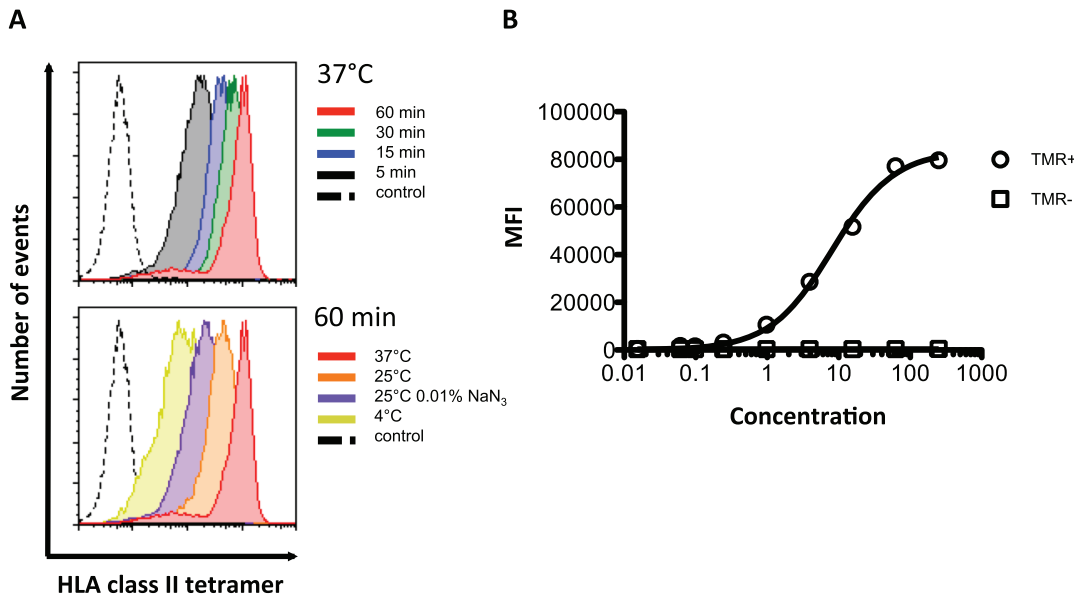 A
B
37°C
60 min
30 min
15 min
5 min
control
60 min
37°C
25°C
25°C 0.01% NaN₃
4°C
control
Number of events
HLA class II tetramer
100000
80000
60000
40000
20000
0
0.01 0.1 1 10 100 1000
MFI
Concentration
TMR+
TMR-